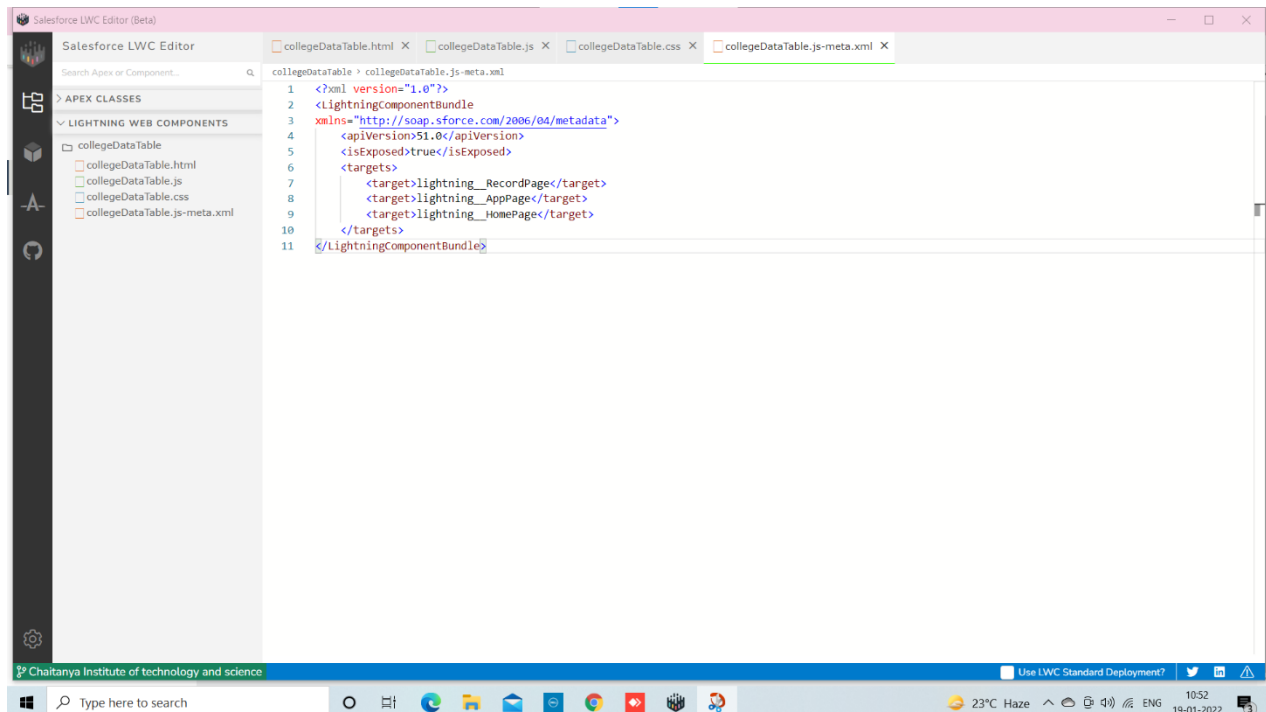 Salesforce LWC Editor (Beta)
Salesforce LWC Editor
collegeDataTable.html
collegeDataTable.js
collegeDataTable.css
collegeDataTable.js-meta.xml
Search Apex or Component...
collegeDataTable > collegeDataTable.js-meta.xml
APEX CLASSES
LIGHTNING WEB COMPONENTS
collegeDataTable
collegeDataTable.html
collegeDataTable.js
collegeDataTable.css
collegeDataTable.js-meta.xml
1 <?xml version="1.0"?>
2 <LightningComponentBundle
3 xmlns="http://soap.sforce.com/2006/04/metadata">
4 <apiVersion>51.0</apiVersion>
5 <isExposed>true</isExposed>
6 <targets>
7 <target>lightning__RecordPage</target>
8 <target>lightning__AppPage</target>
9 <target>lightning__HomePage</target>
10 </targets>
11 </LightningComponentBundle>
Chaitanya Institute of technology and science
Use LWC Standard Deployment?
Type here to search
23°C Haze
ENG
10:52
19-01-2022
3